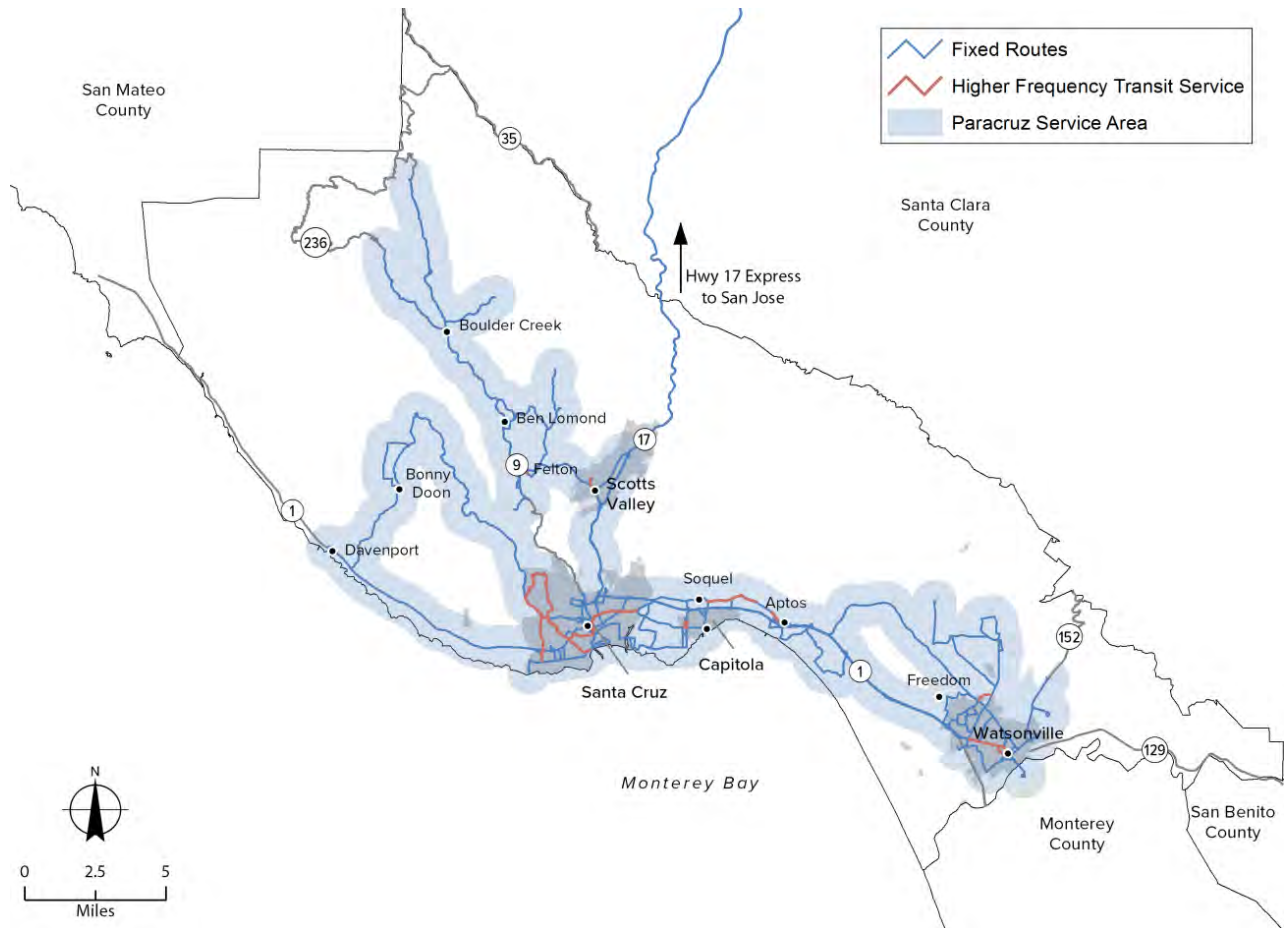 Fixed Routes
Higher Frequency Transit Service
Paracruz Service Area
San Mateo
County
35
Santa Clara
County
236
Hwy 17 Express
to San Jose
Boulder Creek
Ben Lomond
17
9
Felton
Bonny
Doon
Scotts
Valley
1
Davenport
Soquel
Aptos
152
Capitola
1
Freedom
Santa Cruz
Watsonville
129
Monterey Bay
N
San Benito
County
Monterey
County
0
2.5
5
Miles